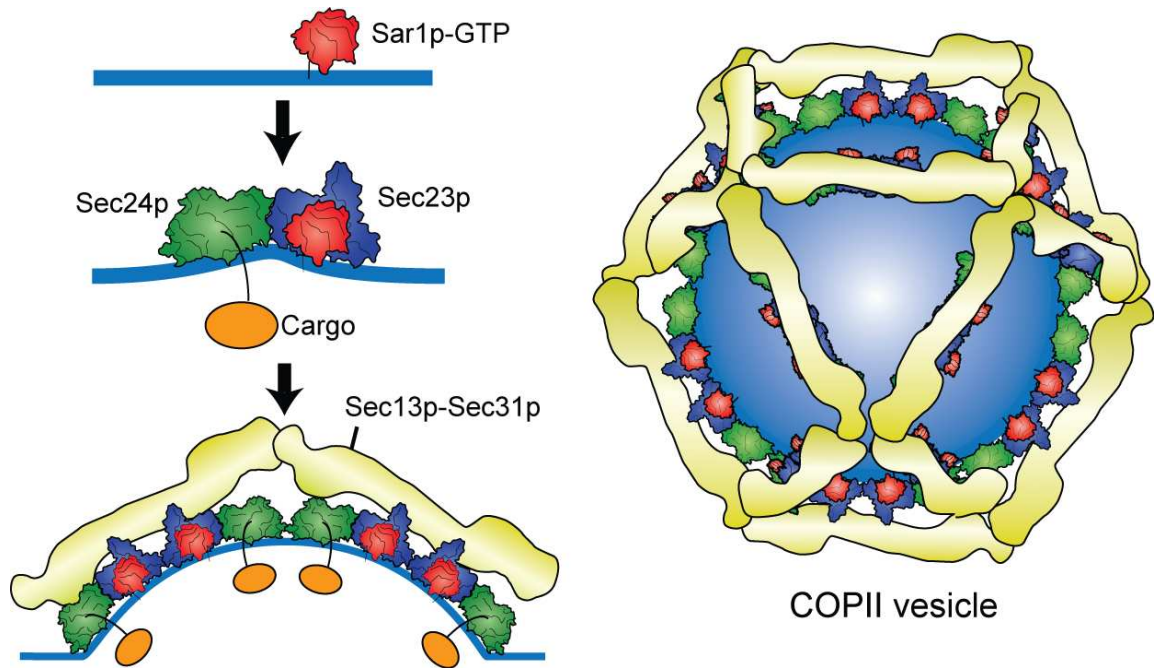 Sar1p-GTP
Sec24p
Sec23p
Cargo
Sec13p-Sec31p
COPII vesicle